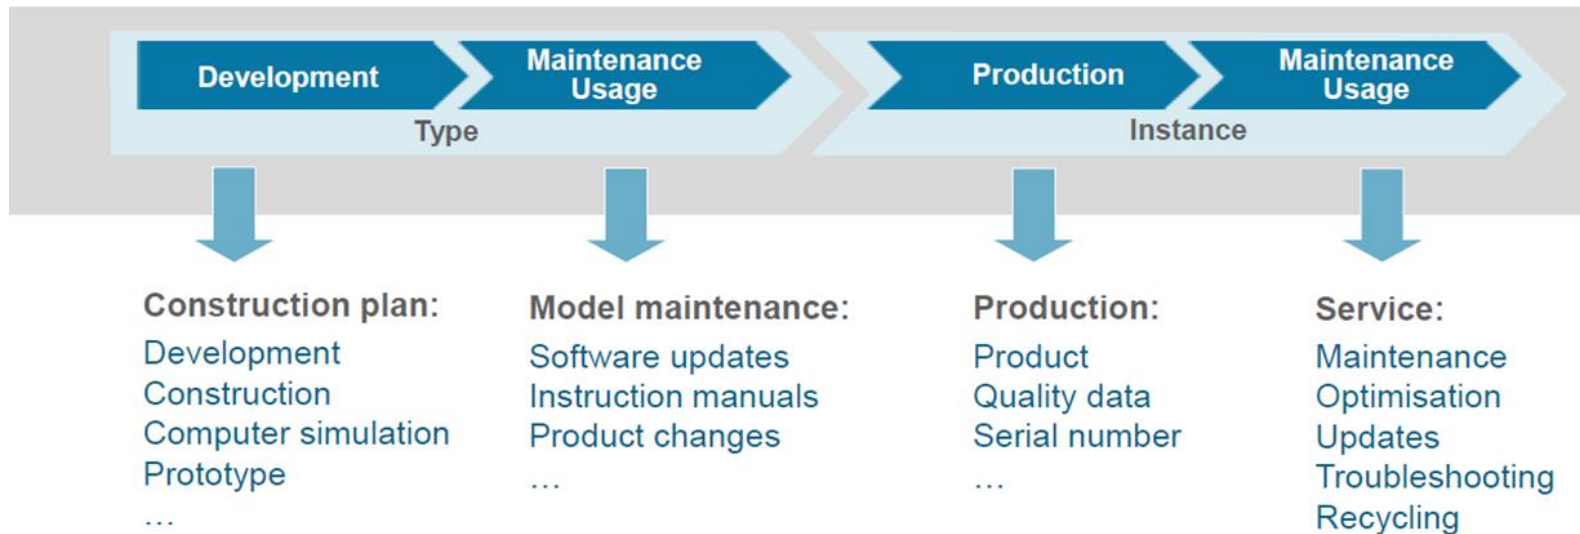 Development
Maintenance
Usage
Production
Maintenance
Usage
Type
Instance
Construction plan:
Development
Construction
Computer simulation
Prototype
…
Model maintenance:
Software updates
Instruction manuals
Product changes
…
Production:
Product
Quality data
Serial number
…
Service:
Maintenance
Optimisation
Updates
Troubleshooting
Recycling